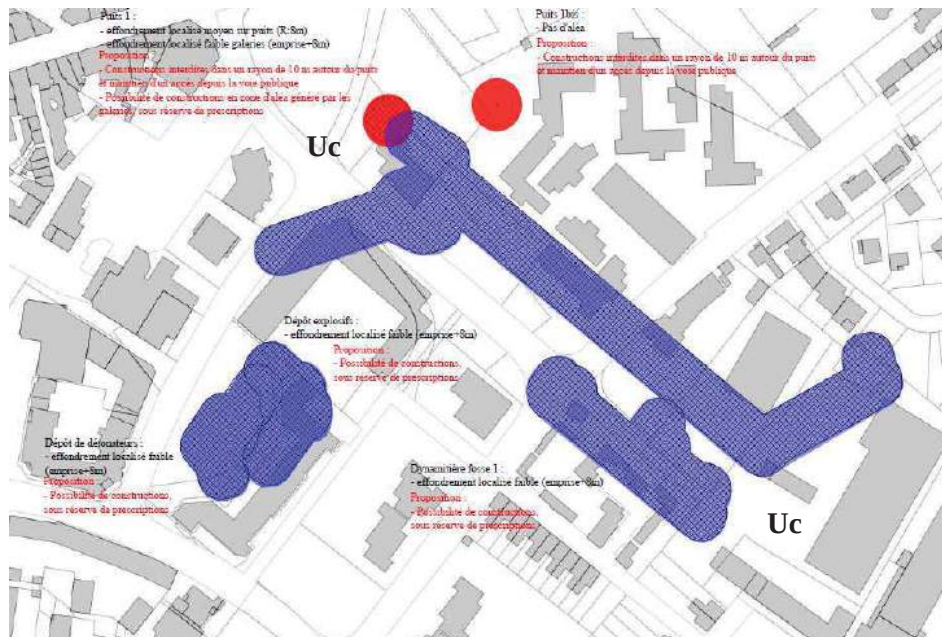 Puits 1 :
- effondrement localisé moyen sur puits (R:8m)
- effondrement localisé faible galeries (emprise+8m)
Proposition :
- Constructions interdites dans un rayon de 10 m autour du puits
et maintien d'un accès depuis la voie publique
- Possibilité de constructions en zone d'aléa généré par les
galeries, sous réserve de prescriptions
Puits 1bis :
- Pas d'aléa
Proposition :
- Constructions interdites dans un rayon de 10 m autour du puits
et maintien d'un accès depuis la voie publique
Uc
Dépôt explosifs :
- effondrement localisé faible (emprise+8m)
Proposition :
- Possibilité de constructions,
sous réserve de prescriptions
Dépôt de détonateurs :
- effondrement localisé faible
(emprise+8m)
Proposition :
- Possibilité de constructions,
sous réserve de prescriptions
Dynamitière fosse 1 :
- effondrement localisé faible (emprise+8m)
Proposition :
- Possibilité de constructions,
sous réserve de prescriptions
Uc